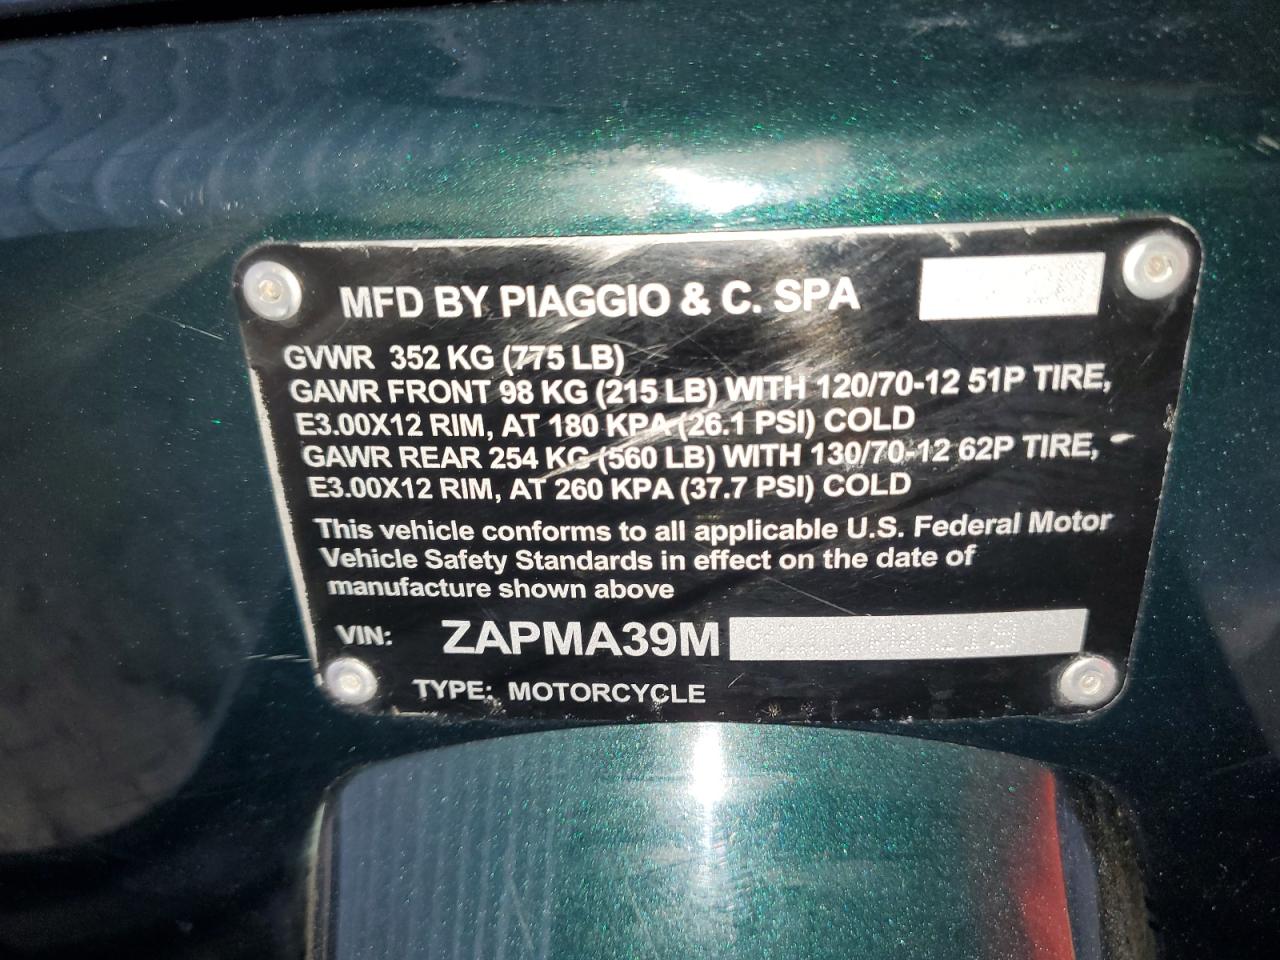 MFD BY PIAGGIO & C. SPA
GVWR 352 KG (775 LB)
GAWR FRONT 98 KG (215 LB) WITH 120/70-12 51P TIRE,
E3.00X12 RIM, AT 180 KPA (26.1 PSI) COLD
GAWR REAR 254 KG (560 LB) WITH 130/70-12 62P TIRE,
E3.00X12 RIM, AT 260 KPA (37.7 PSI) COLD
This vehicle conforms to all applicable U.S. Federal Motor
Vehicle Safety Standards in effect on the date of
manufacture shown above
VIN: ZAPMA39M
TYPE: MOTORCYCLE